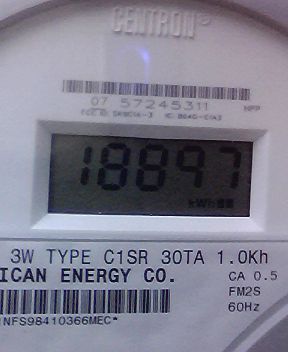 CENTRON
07 57245311
18897
kWh
3W TYPE C1SR 30TA 1.0Kh
ICAN ENERGY CO. CA 0.5
FM2S
60Hz
NFS98410366MEC*